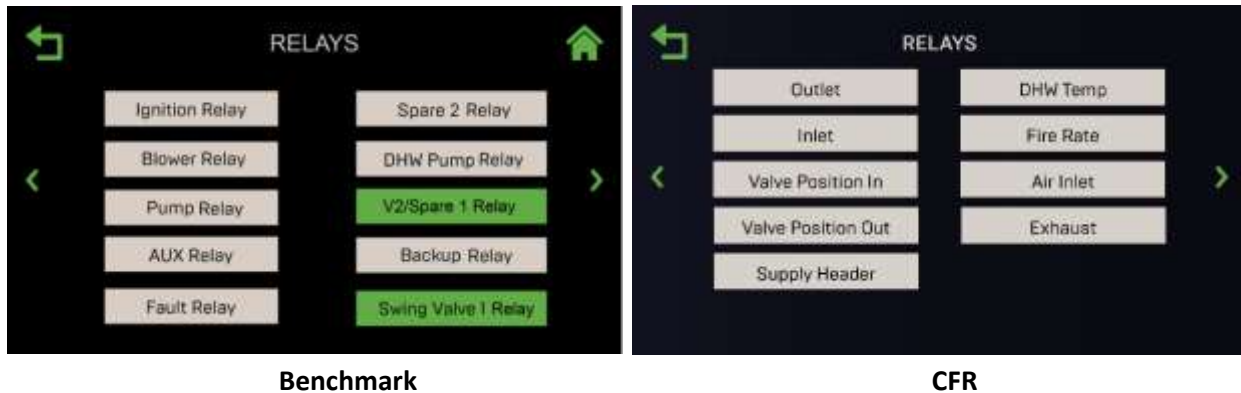 RELAYS
Ignition Relay
Spare 2 Relay
Blower Relay
DHW Pump Relay
Pump Relay
V2/Spare 1 Relay
AUX Relay
Backup Relay
Fault Relay
Swing Valve 1 Relay
Benchmark
RELAYS
Outlet
DHW Temp
Inlet
Fire Rate
Valve Position In
Air Inlet
Valve Position Out
Exhaust
Supply Header
CFR